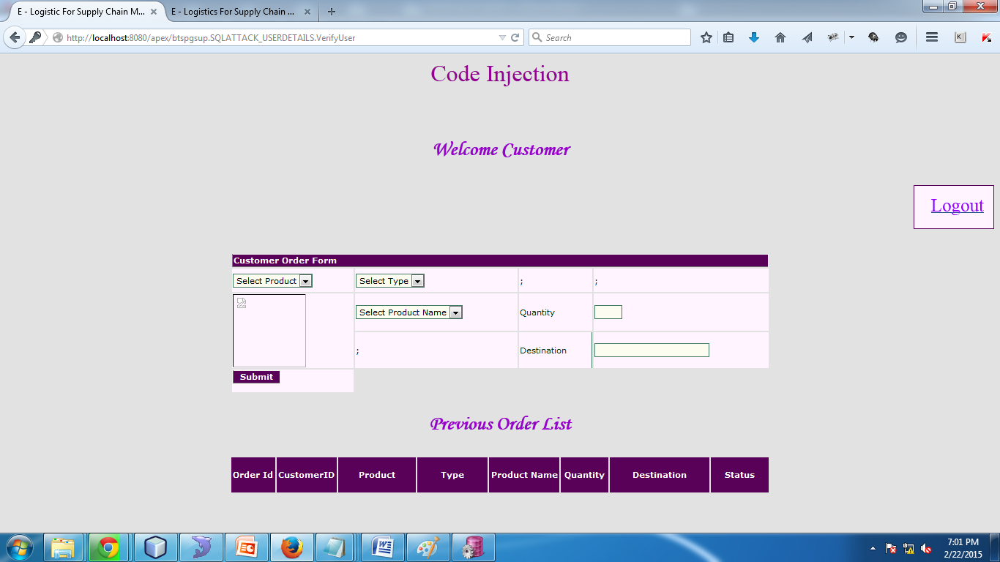 E - Logistic For Supply Chain M...
E - Logistics For Supply Chain ...
http://localhost:8080/apex/btspgsup.SQLATTACK_USERDETAILS.VerifyUser
Search
Code Injection
Welcome Customer
Logout
Customer Order Form
Select Product Select Type ; ;
Select Product Name Quantity
; Destination
Submit
Previous Order List
Order Id CustomerID Product Type Product Name Quantity Destination Status
7:01 PM
2/22/2015